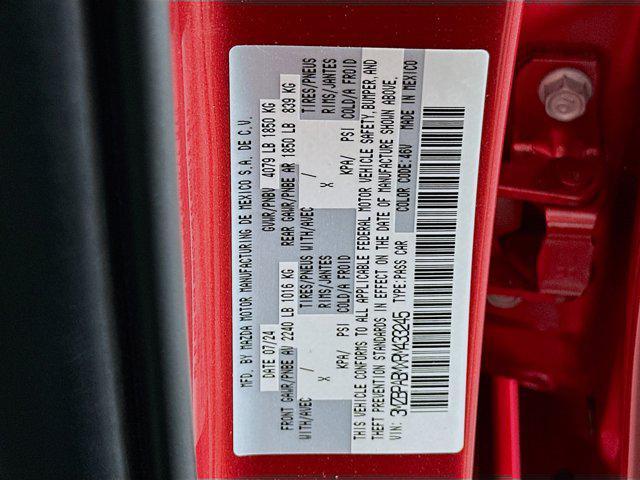 MFD. BY MAZDA MOTOR MANUFACTURING DE MEXICO S.A. DE C.V.
DATE 07/24 GVWR/PNBV 4079 LB 1850 KG
FRONT GAWR/PNBE AV 2240 LB 1016 KG REAR GAWR/PNBE AR 1850 LB 839 KG
WITH/AVEC TIRES/PNEUS WITH/AVEC TIRES/PNEUS
X / RIMS/JANTES X / RIMS/JANTES
KPA/ PSI COLD/A FROID KPA/ PSI COLD/A FROID
THIS VEHICLE CONFORMS TO ALL APPLICABLE FEDERAL MOTOR VEHICLE SAFETY, BUMPER, AND
THEFT PREVENTION STANDARDS IN EFFECT ON THE DATE OF MANUFACTURE SHOWN ABOVE.
VIN: 3MZBPABMXRM433245 TYPE:PASS CAR COLOR CODE:46V MADE IN MEXICO